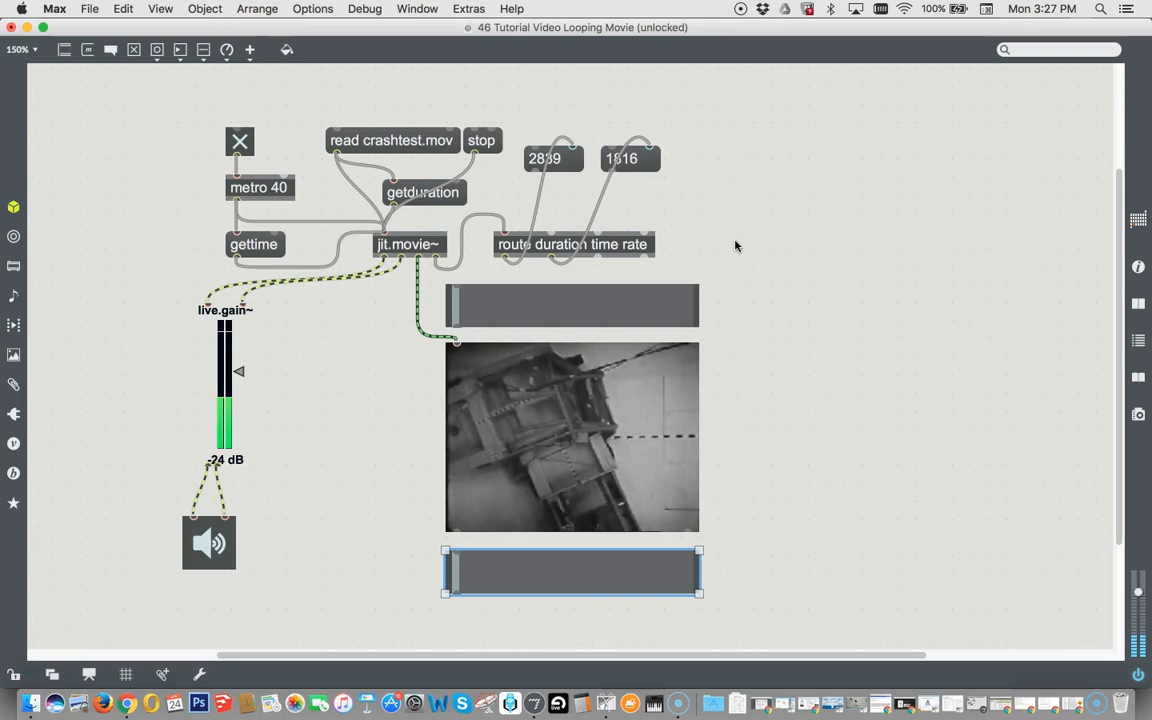 Max File Edit View Object Arrange Options Debug Window Extras Help
100% Mon 3:27 PM
46 Tutorial Video Looping Movie (unlocked)
150%
read crashtest.mov stop
2839 1816
metro 40
getduration
gettime jit.movie~ route duration time rate
live.gain~
-24 dB